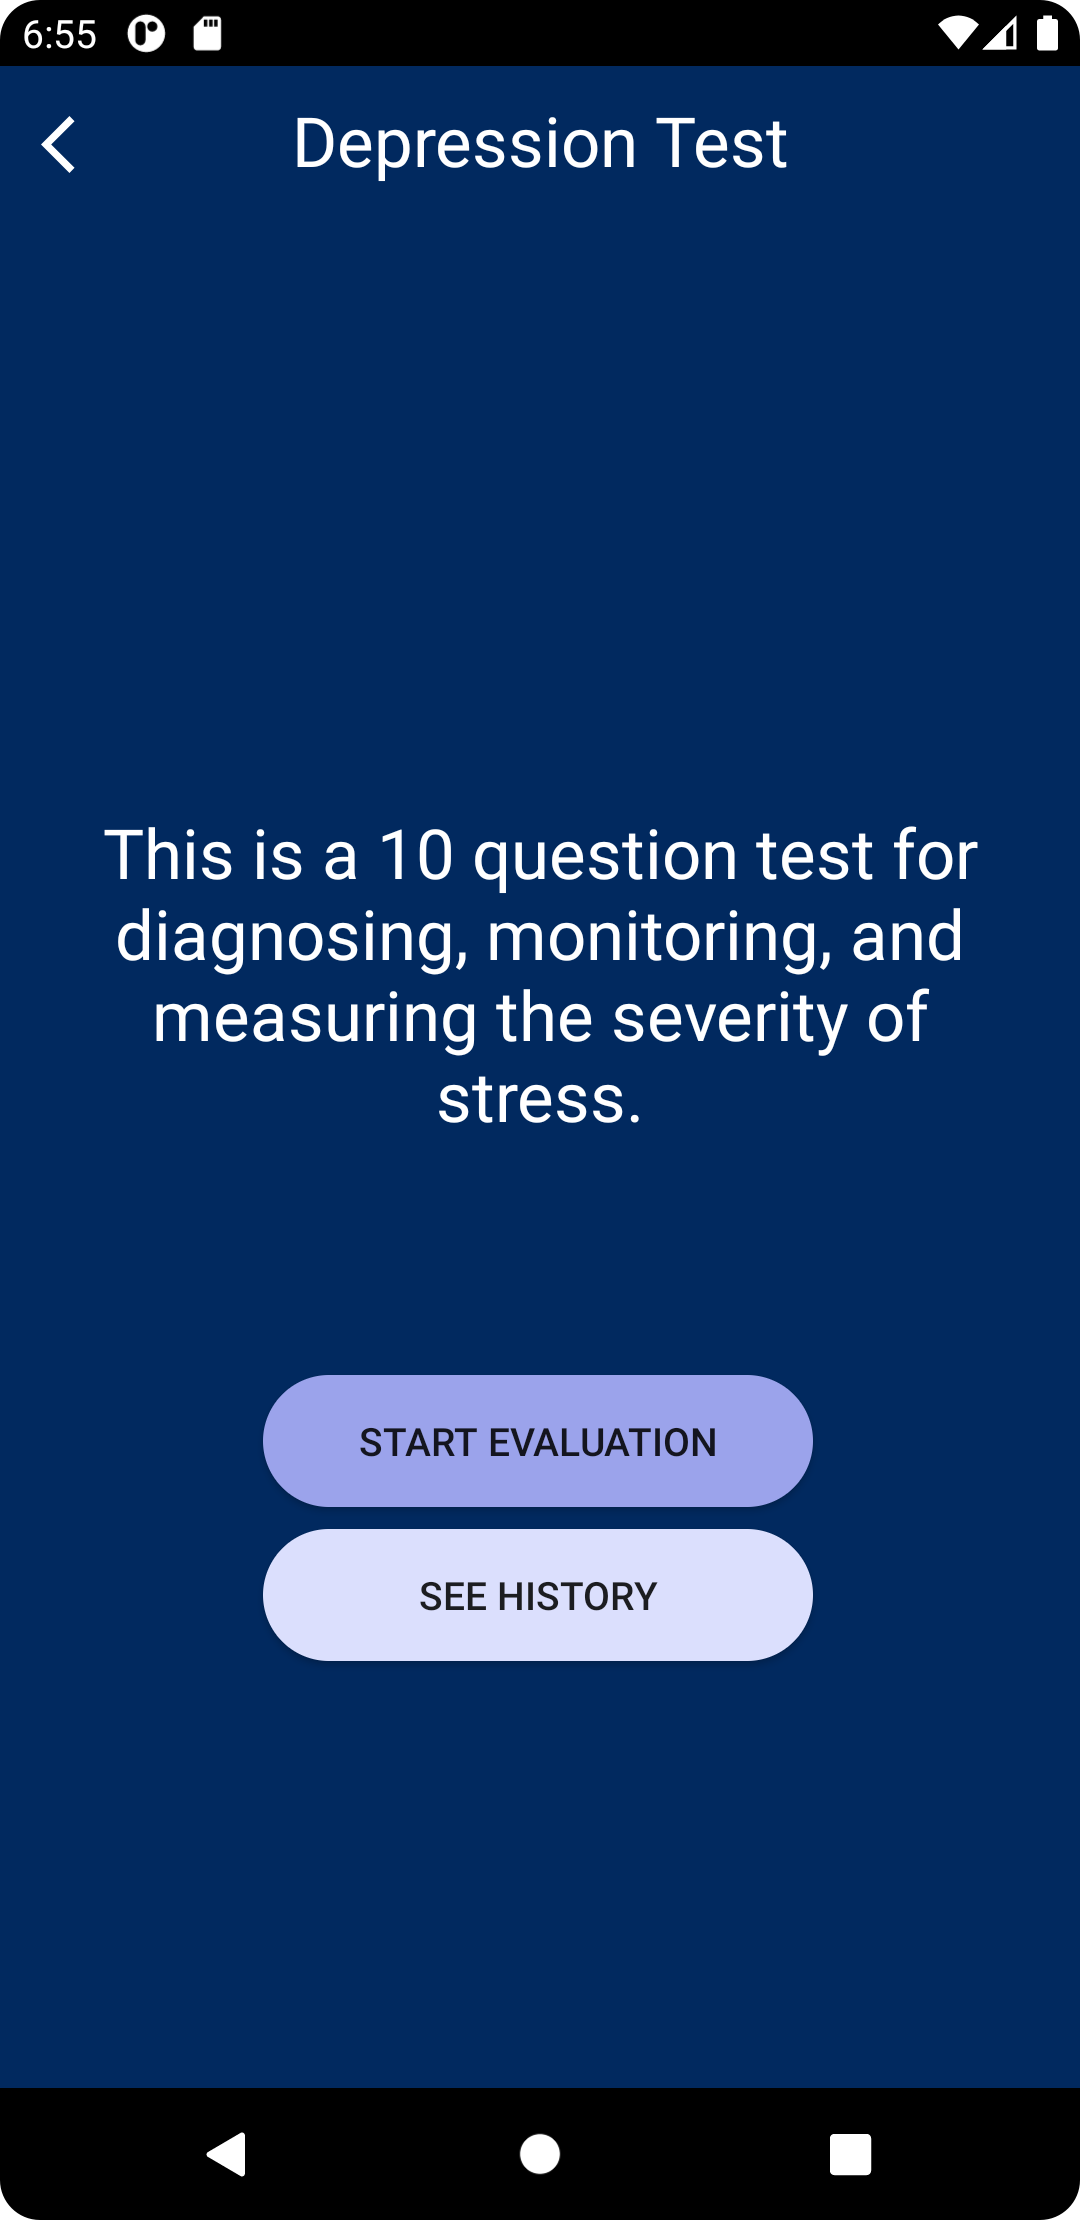 6:55
Depression Test
This is a 10 question test for
diagnosing, monitoring, and
measuring the severity of
stress.
START EVALUATION
SEE HISTORY